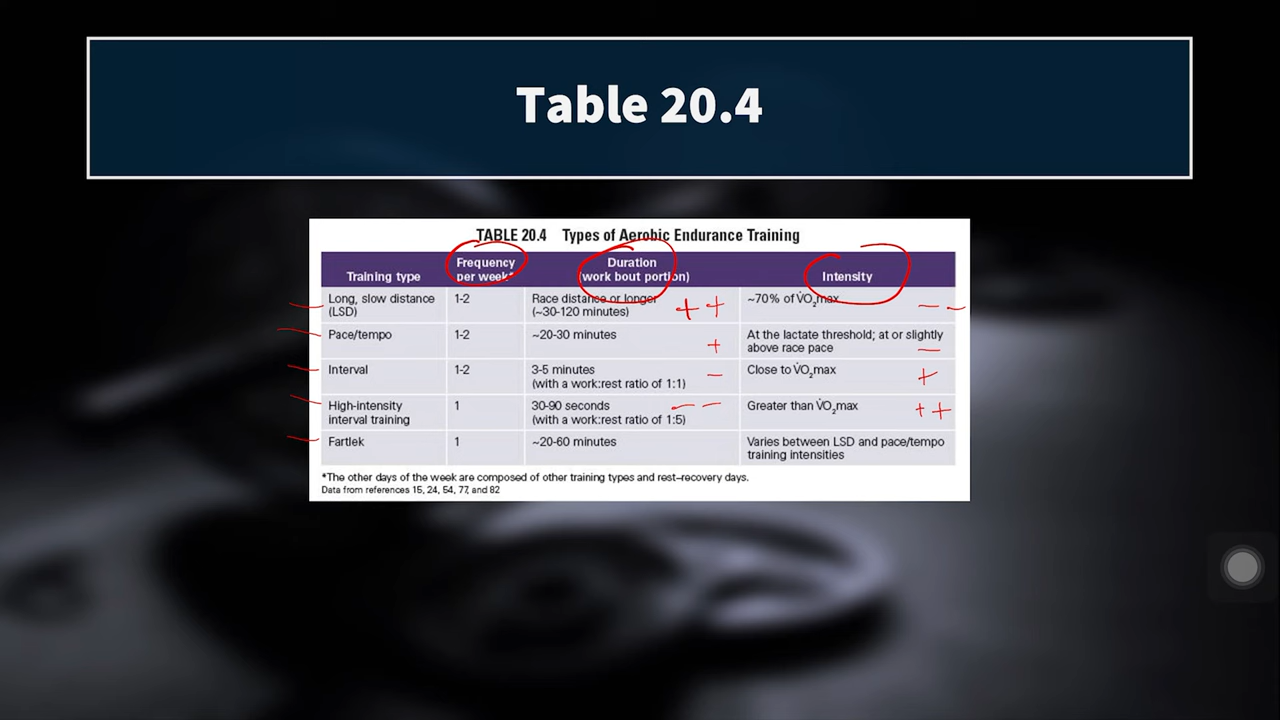 Table 20.4
TABLE 20.4 Types of Aerobic Endurance Training
Training type
Frequency
per week*
Duration
(work bout portion)
Intensity
Long, slow distance
(LSD)
1-2
Race distance or longer
(~30-120 minutes)
++
~70% of V̇O₂max
--
Pace/tempo
1-2
~20-30 minutes
+
At the lactate threshold; at or slightly
above race pace
-
Interval
1-2
3-5 minutes
(with a work:rest ratio of 1:1)
-
Close to V̇O₂max
+
High-intensity
interval training
1
30-90 seconds
(with a work:rest ratio of 1:5)
--
Greater than V̇O₂max
++
Fartlek
1
~20-60 minutes
Varies between LSD and pace/tempo
training intensities
*The other days of the week are composed of other training types and rest–recovery days.
Data from references 15, 24, 54, 77, and 82